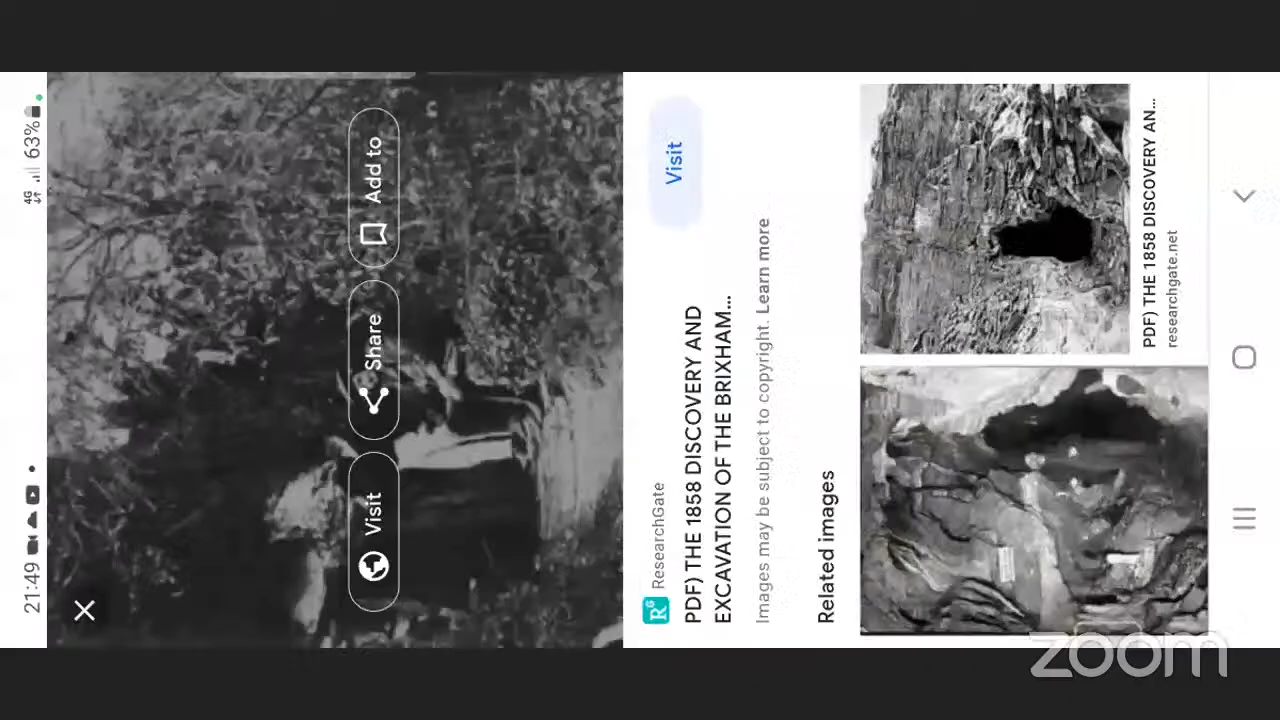 21:49
4G 63%
Visit
Share
Add to
ResearchGate
PDF) THE 1858 DISCOVERY AND
EXCAVATION OF THE BRIXHAM...
Visit
Images may be subject to copyright. Learn more
Related images
PDF) THE 1858 DISCOVERY AN...
researchgate.net
zoom